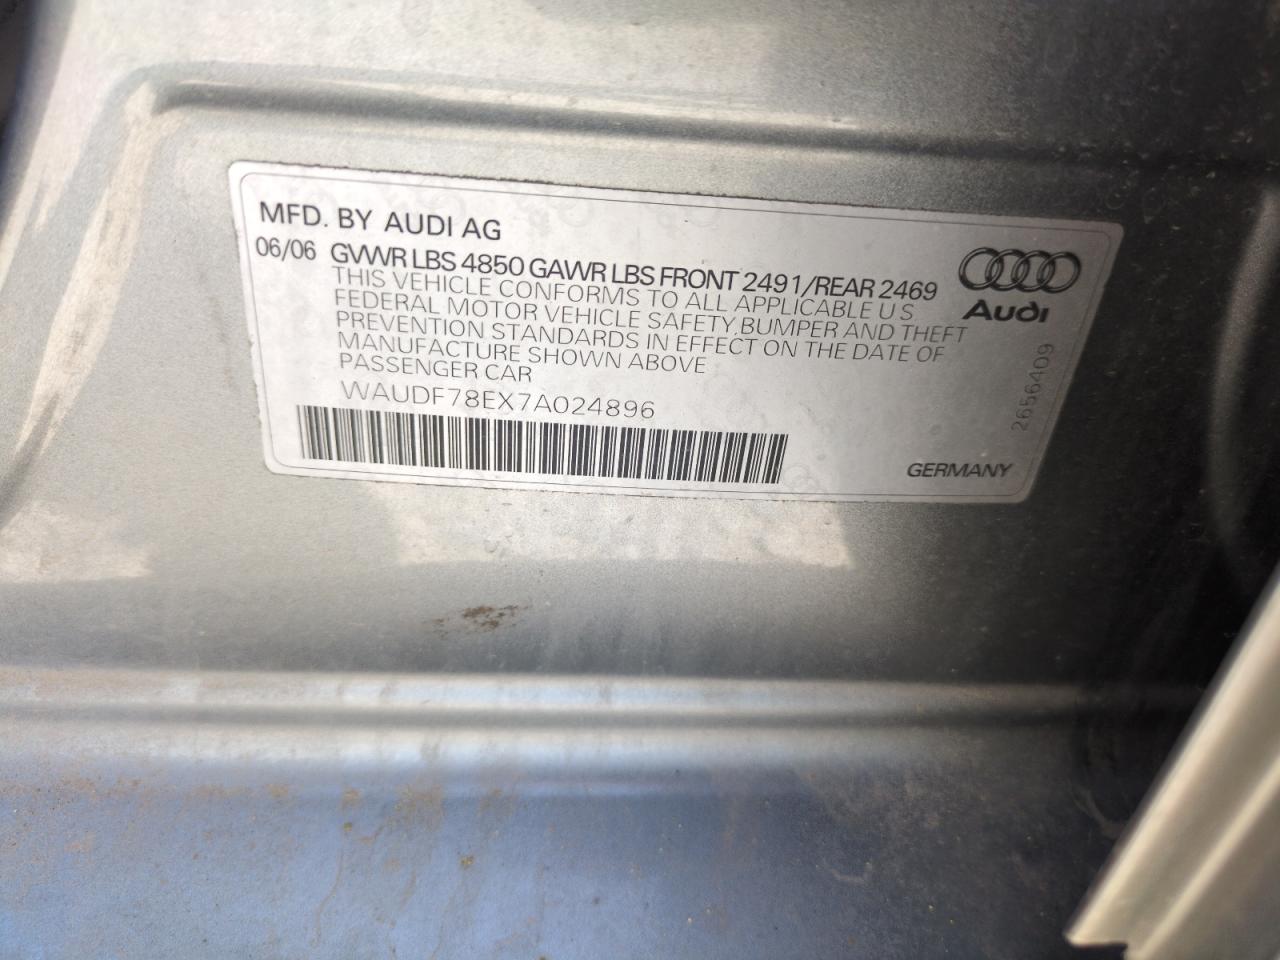 MFD. BY AUDI AG
06/06 GVWR LBS 4850 GAWR LBS FRONT 2491/REAR 2469
THIS VEHICLE CONFORMS TO ALL APPLICABLE U S
FEDERAL MOTOR VEHICLE SAFETY,BUMPER AND THEFT
PREVENTION STANDARDS IN EFFECT ON THE DATE OF
MANUFACTURE SHOWN ABOVE
PASSENGER CAR
WAUDF78EX7A024896
Audi
2656409
GERMANY